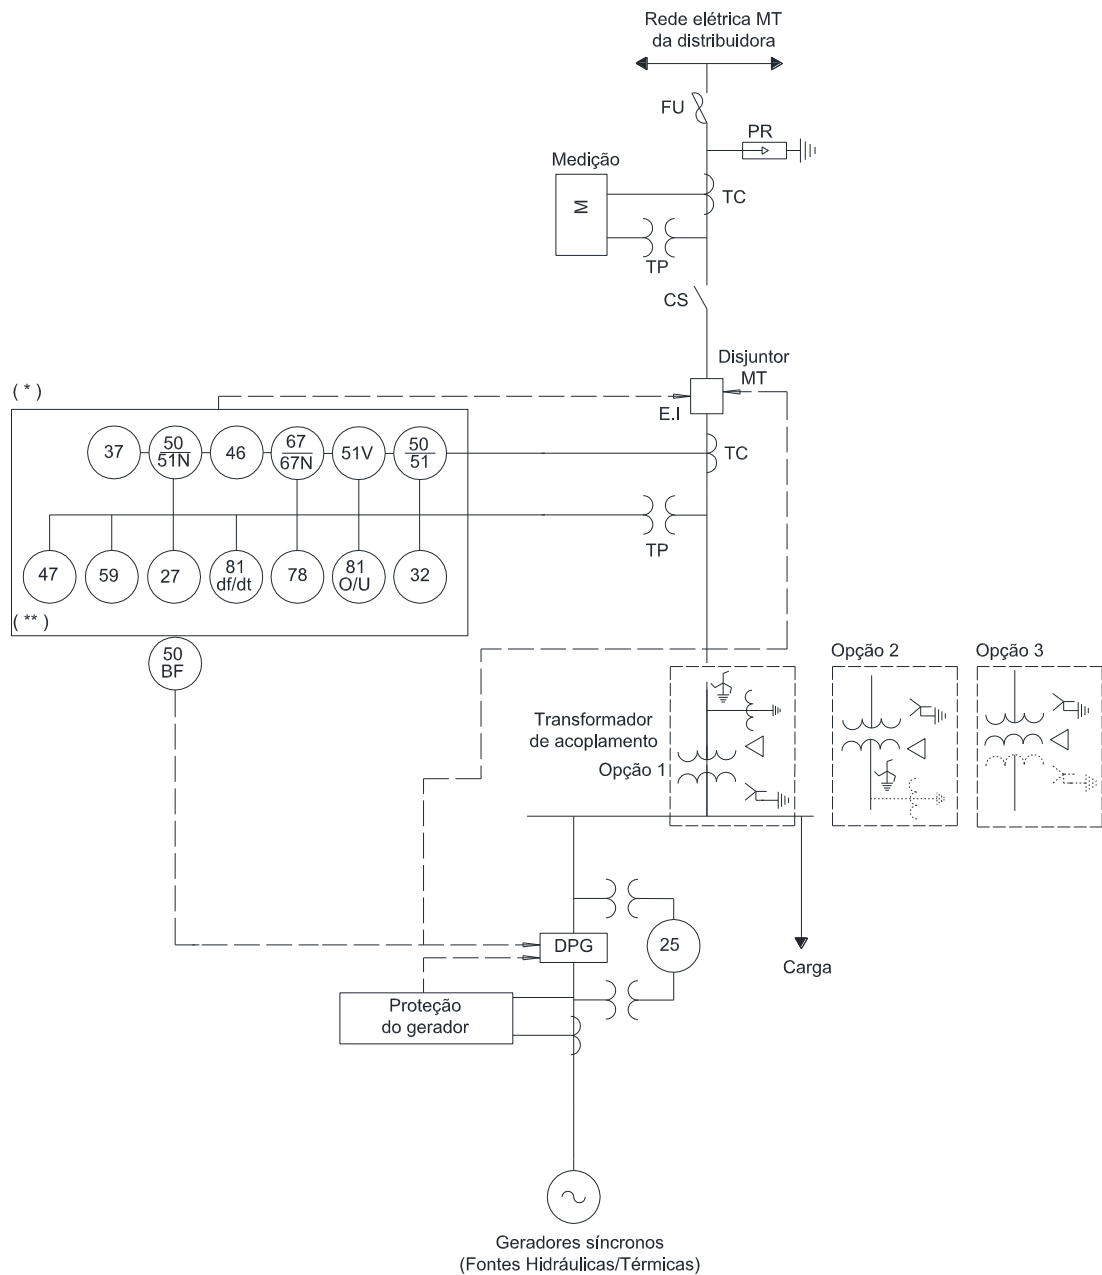 Rede elétrica MT
da distribuidora
FU
PR
Medição
M
TC
TP
CS
Disjuntor
MT
E.I
( * )
37
50
51N
46
67
67N
51V
50
51
TC
TP
47
59
27
81
df/dt
78
81
O/U
32
( ** )
50
BF
Transformador
de acoplamento
Opção 1
Opção 2
Opção 3
DPG
25
Carga
Proteção
do gerador
Geradores síncronos
(Fontes Hidráulicas/Térmicas)